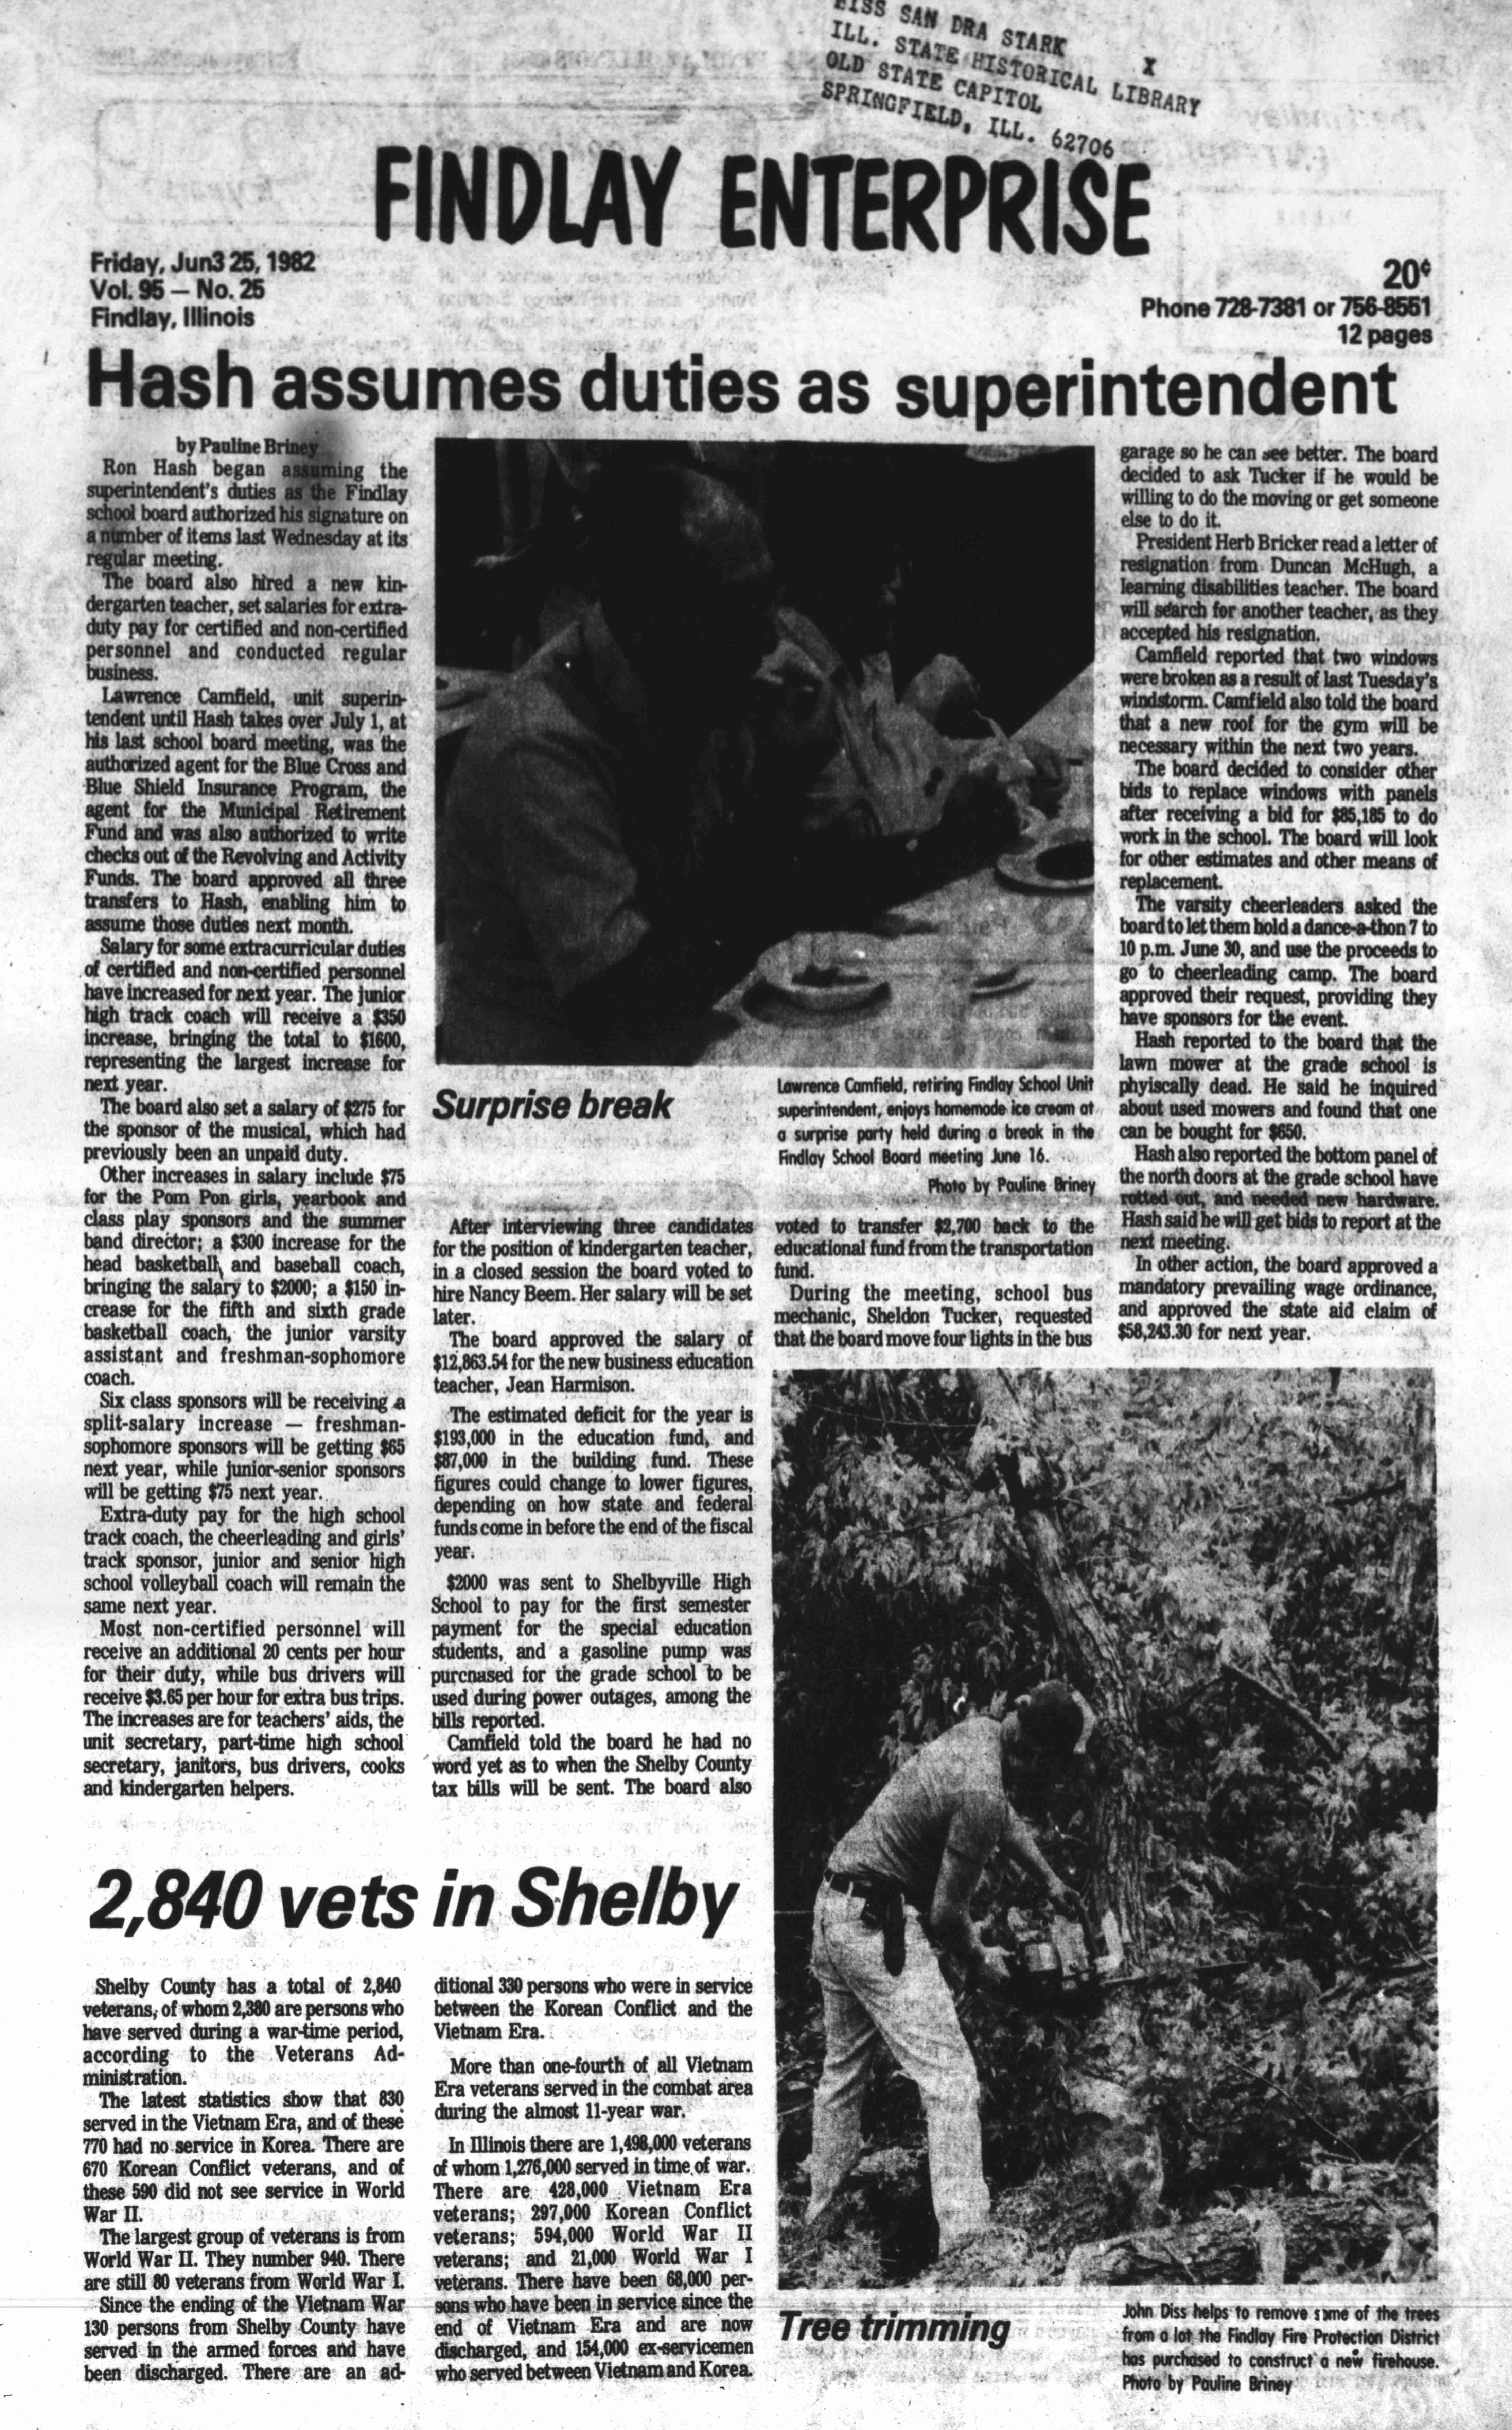 MISS SAN DRA STARK
ILL. STATE HISTORICAL LIBRARY X
OLD STATE CAPITOL
SPRINGFIELD, ILL. 62706
FINDLAY ENTERPRISE
Friday, Jun3 25, 1982
Vol. 95 — No. 25
Findlay, Illinois
20¢
Phone 728-7381 or 756-8551
12 pages
Hash assumes duties as superintendent
by Pauline Briney
Ron Hash began assuming the
superintendent's duties as the Findlay
school board authorized his signature on
a number of items last Wednesday at its
regular meeting.
The board also hired a new kin-
dergarten teacher, set salaries for extra-
duty pay for certified and non-certified
personnel and conducted regular
business.
Lawrence Camfield, unit superin-
tendent until Hash takes over July 1, at
his last school board meeting, was the
authorized agent for the Blue Cross and
Blue Shield Insurance Program, the
agent for the Municipal Retirement
Fund and was also authorized to write
checks out of the Revolving and Activity
Funds. The board approved all three
transfers to Hash, enabling him to
assume those duties next month.
Salary for some extracurricular duties
of certified and non-certified personnel
have increased for next year. The junior
high track coach will receive a $350
increase, bringing the total to $1600,
representing the largest increase for
next year.
The board also set a salary of $275 for
the sponsor of the musical, which had
previously been an unpaid duty.
Other increases in salary include $75
for the Pom Pon girls, yearbook and
class play sponsors and the summer
band director; a $300 increase for the
head basketball, and baseball coach,
bringing the salary to $2000; a $150 in-
crease for the fifth and sixth grade
basketball coach, the junior varsity
assistant and freshman-sophomore
coach.
Six class sponsors will be receiving a
split-salary increase — freshman-
sophomore sponsors will be getting $65
next year, while junior-senior sponsors
will be getting $75 next year.
Extra-duty pay for the high school
track coach, the cheerleading and girls'
track sponsor, junior and senior high
school volleyball coach will remain the
same next year.
Most non-certified personnel will
receive an additional 20 cents per hour
for their duty, while bus drivers will
receive $3.65 per hour for extra bus trips.
The increases are for teachers' aids, the
unit secretary, part-time high school
secretary, janitors, bus drivers, cooks
and kindergarten helpers.
Surprise break
Lawrence Camfield, retiring Findlay School Unit
superintendent, enjoys homemade ice cream at
a surprise party held during a break in the
Findlay School Board meeting June 16.
Photo by Pauline Briney
After interviewing three candidates
for the position of kindergarten teacher,
in a closed session the board voted to
hire Nancy Beem. Her salary will be set
later.
The board approved the salary of
$12,863.54 for the new business education
teacher, Jean Harmison.
The estimated deficit for the year is
$193,000 in the education fund, and
$87,000 in the building fund. These
figures could change to lower figures,
depending on how state and federal
funds come in before the end of the fiscal
year.
$2000 was sent to Shelbyville High
School to pay for the first semester
payment for the special education
students, and a gasoline pump was
purcnased for the grade school to be
used during power outages, among the
bills reported.
Camfield told the board he had no
word yet as to when the Shelby County
tax bills will be sent. The board also
voted to transfer $2,700 back to the
educational fund from the transportation
fund.
During the meeting, school bus
mechanic, Sheldon Tucker, requested
that the board move four lights in the bus
garage so he can see better. The board
decided to ask Tucker if he would be
willing to do the moving or get someone
else to do it.
President Herb Bricker read a letter of
resignation from Duncan McHugh, a
learning disabilities teacher. The board
will search for another teacher, as they
accepted his resignation.
Camfield reported that two windows
were broken as a result of last Tuesday's
windstorm. Camfield also told the board
that a new roof for the gym will be
necessary within the next two years.
The board decided to consider other
bids to replace windows with panels
after receiving a bid for $85,185 to do
work in the school. The board will look
for other estimates and other means of
replacement.
The varsity cheerleaders asked the
board to let them hold a dance-a-thon 7 to
10 p.m. June 30, and use the proceeds to
go to cheerleading camp. The board
approved their request, providing they
have sponsors for the event.
Hash reported to the board that the
lawn mower at the grade school is
phyiscally dead. He said he inquired
about used mowers and found that one
can be bought for $650.
Hash also reported the bottom panel of
the north doors at the grade school have
rotted out, and needed new hardware.
Hash said he will get bids to report at the
next meeting.
In other action, the board approved a
mandatory prevailing wage ordinance,
and approved the state aid claim of
$58,243.30 for next year.
2,840 vets in Shelby
Shelby County has a total of 2,840
veterans, of whom 2,380 are persons who
have served during a war-time period,
according to the Veterans Ad-
ministration.
The latest statistics show that 830
served in the Vietnam Era, and of these
770 had no service in Korea. There are
670 Korean Conflict veterans, and of
these 590 did not see service in World
War II.
The largest group of veterans is from
World War II. They number 940. There
are still 80 veterans from World War I.
Since the ending of the Vietnam War
130 persons from Shelby County have
served in the armed forces and have
been discharged. There are an ad-
ditional 330 persons who were in service
between the Korean Conflict and the
Vietnam Era.
More than one-fourth of all Vietnam
Era veterans served in the combat area
during the almost 11-year war.
In Illinois there are 1,498,000 veterans
of whom 1,276,000 served in time of war.
There are 428,000 Vietnam Era
veterans; 297,000 Korean Conflict
veterans; 594,000 World War II
veterans; and 21,000 World War I
veterans. There have been 68,000 per-
sons who have been in service since the
end of Vietnam Era and are now
discharged, and 154,000 ex-servicemen
who served between Vietnam and Korea.
Tree trimming
John Diss helps to remove some of the trees
from a lot the Findlay Fire Protection District
has purchased to construct a new firehouse.
Photo by Pauline Briney